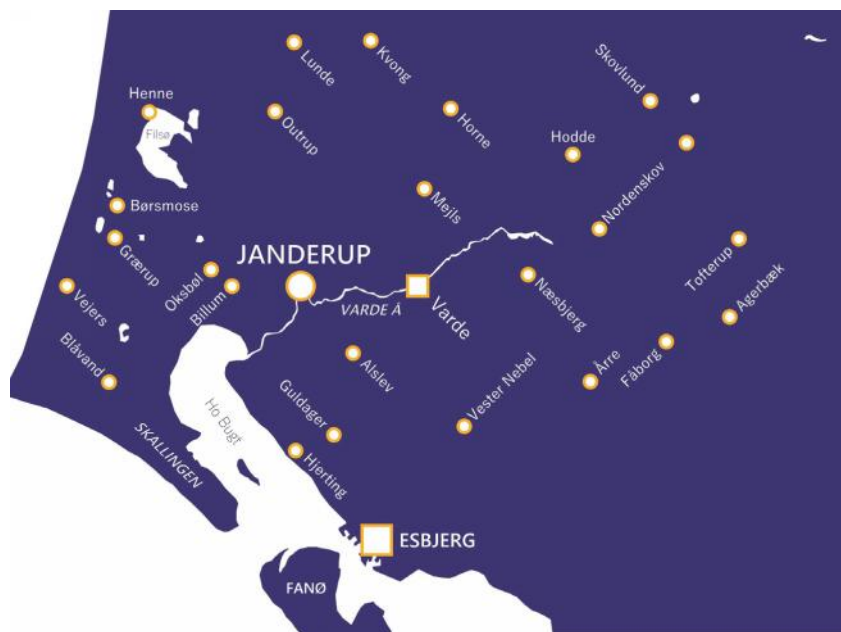 Lunde
Kvong
Skovlund
Henne
Filsø
Outrup
Horne
Hodde
Nordenskov
Mejls
Børsmose
Grærup
Tofterup
JANDERUP
Oksbøl
Billum
Vejers
VARDE Å
Varde
Næsbjerg
Agerbæk
Blåvand
Alslev
Årre
Fåborg
Vester Nebel
Guldager
Ho Bugt
SKALLINGEN
Hjerting
ESBJERG
FANØ